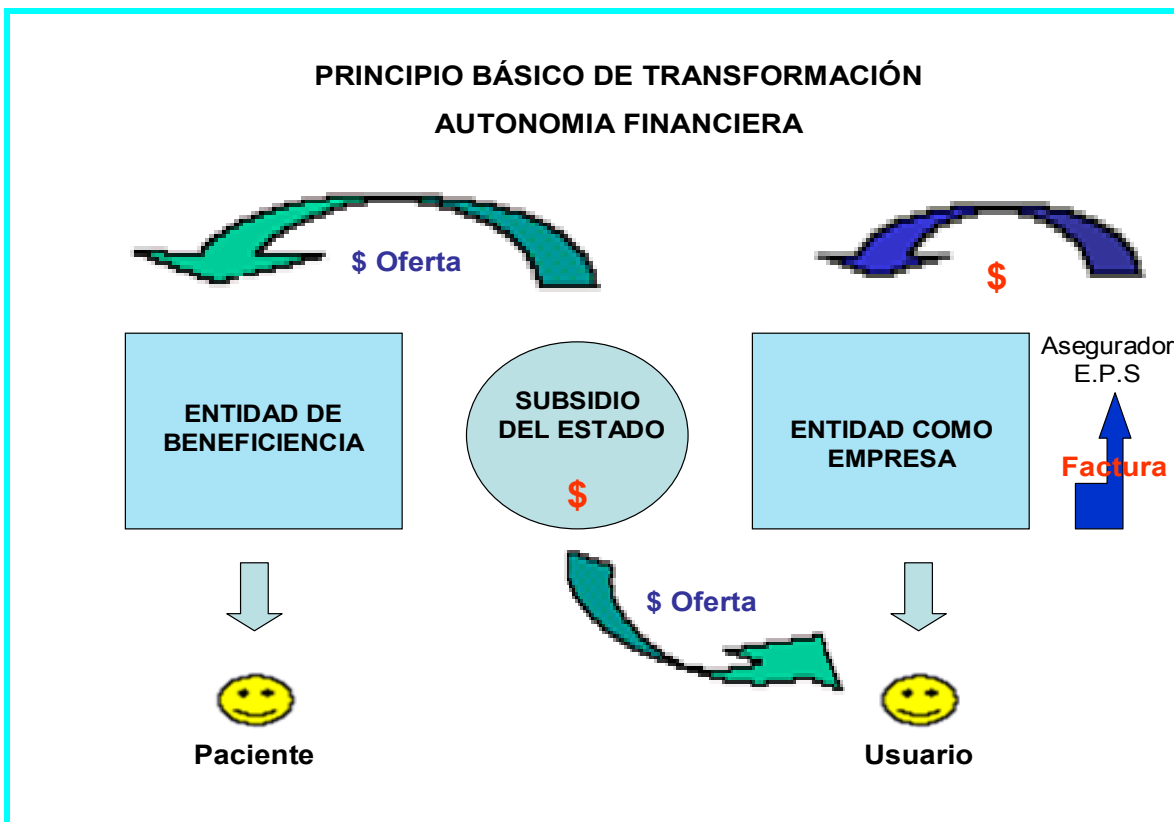 PRINCIPIO BÁSICO DE TRANSFORMACIÓN
AUTONOMIA FINANCIERA
$ Oferta
$
ENTIDAD DE
BENEFICIENCIA
SUBSIDIO
DEL ESTADO
$
ENTIDAD COMO
EMPRESA
Asegurador
E.P.S
Factura
$ Oferta
Paciente
Usuario